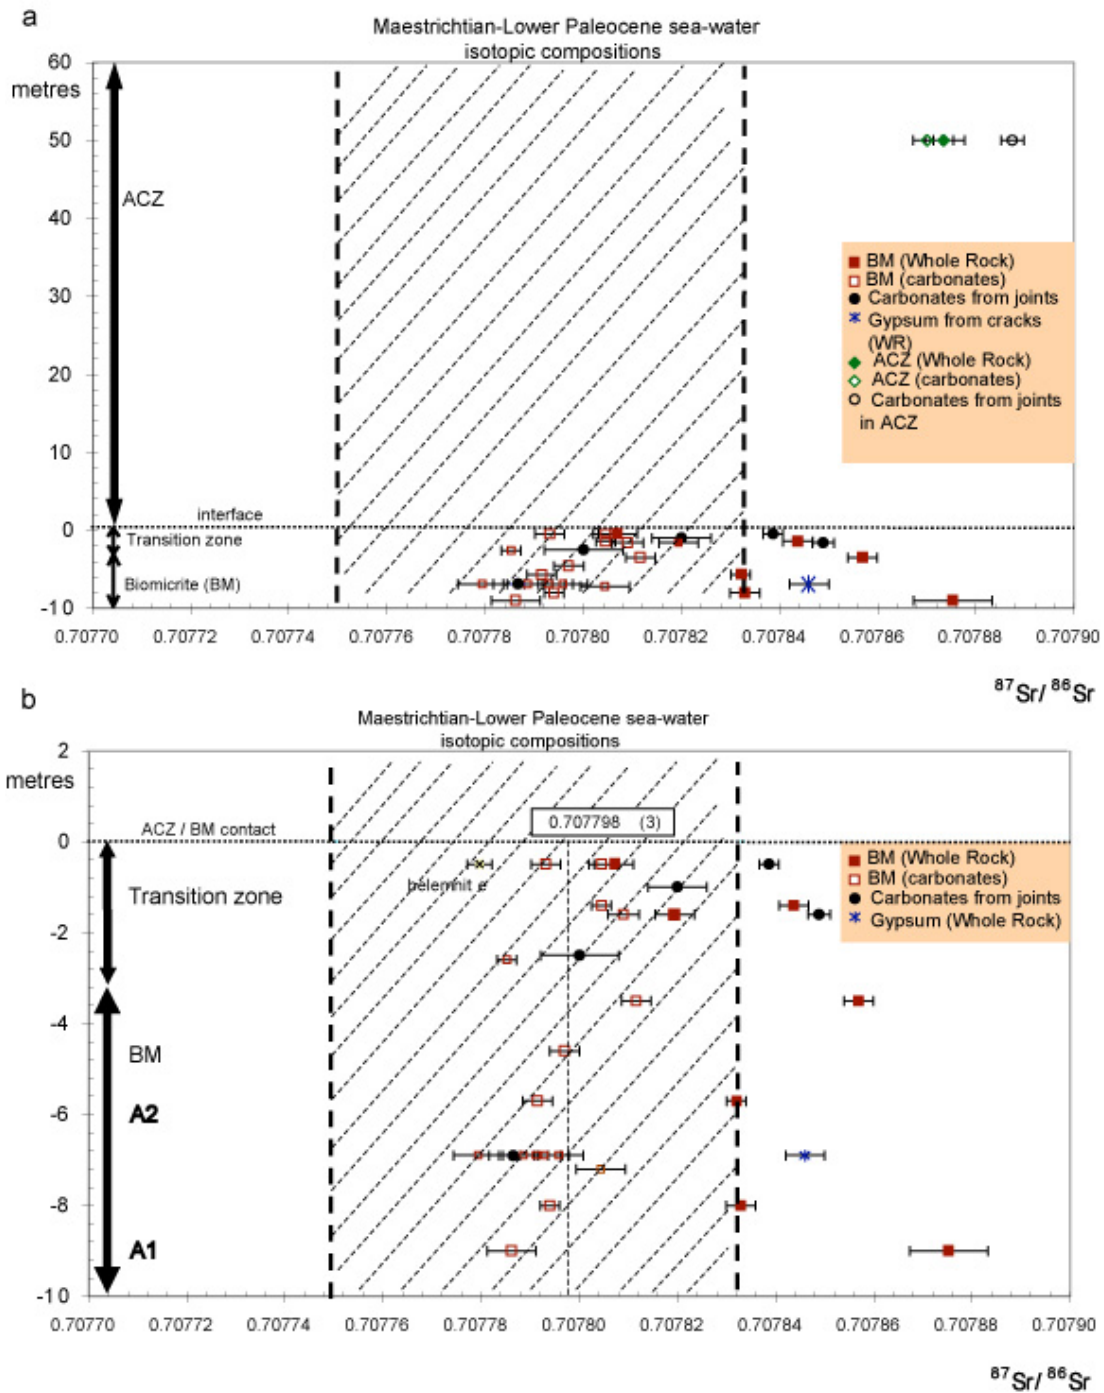 a
Maestrichtian-Lower Paleocene sea-water
isotopic compositions
60
metres
50
ACZ
40
BM (Whole Rock)
BM (carbonates)
Carbonates from joints
30
Gypsum from cracks
(WR)
ACZ (Whole Rock)
20
ACZ (carbonates)
Carbonates from joints
in ACZ
10
interface
0
Transition zone
Biomicrite (BM)
-10
0.70770 0.70772 0.70774 0.70776 0.70778 0.70780 0.70782 0.70784 0.70786 0.70788 0.70790
87Sr/ 86Sr
b
Maestrichtian-Lower Paleocene sea-water
isotopic compositions
2
metres
0.707798 (3)
ACZ / BM contact
0
BM (Whole Rock)
BM (carbonates)
belemnit e
Transition zone
Carbonates from joints
Gypsum (Whole Rock)
-2
-4
BM
A2
-6
-8
A1
-10
0.70770 0.70772 0.70774 0.70776 0.70778 0.70780 0.70782 0.70784 0.70786 0.70788 0.70790
87Sr/ 86Sr